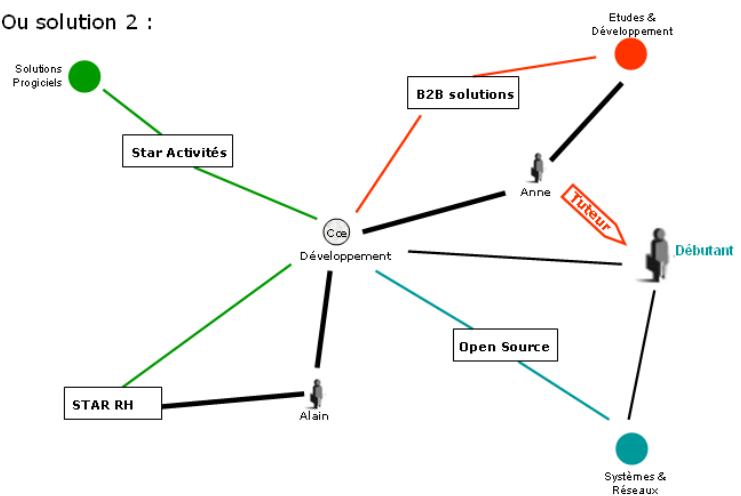 Ou solution 2 :
Etudes &
Développement
Solutions
Progiciels
B2B solutions
Star Activités
Anne
Tuteur
Cœ
Développement
Débutant
Open Source
STAR RH
Alain
Systèmes &
Réseaux